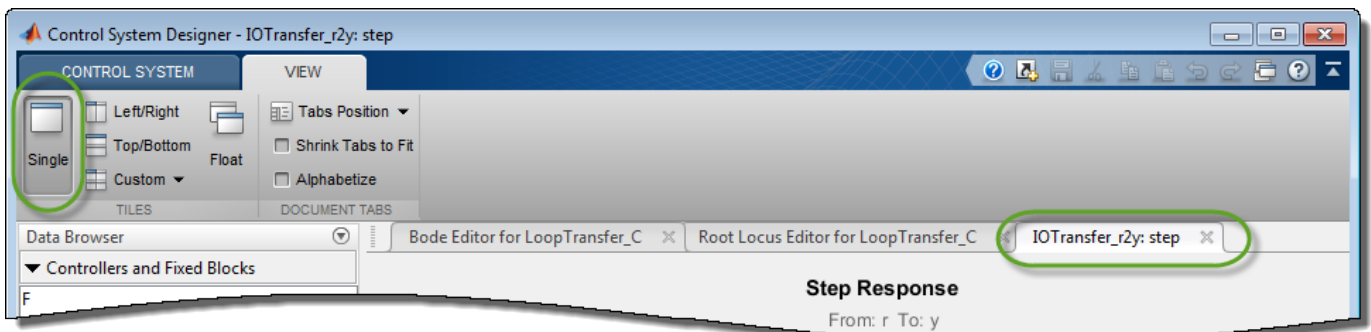 Control System Designer - IOTransfer_r2y: step
CONTROL SYSTEM VIEW
Single
Left/Right
Top/Bottom
Custom
Float
TILES
Tabs Position
Shrink Tabs to Fit
Alphabetize
DOCUMENT TABS
Data Browser
Bode Editor for LoopTransfer_C Root Locus Editor for LoopTransfer_C IOTransfer_r2y: step
Controllers and Fixed Blocks
F
Step Response
From: r To: y